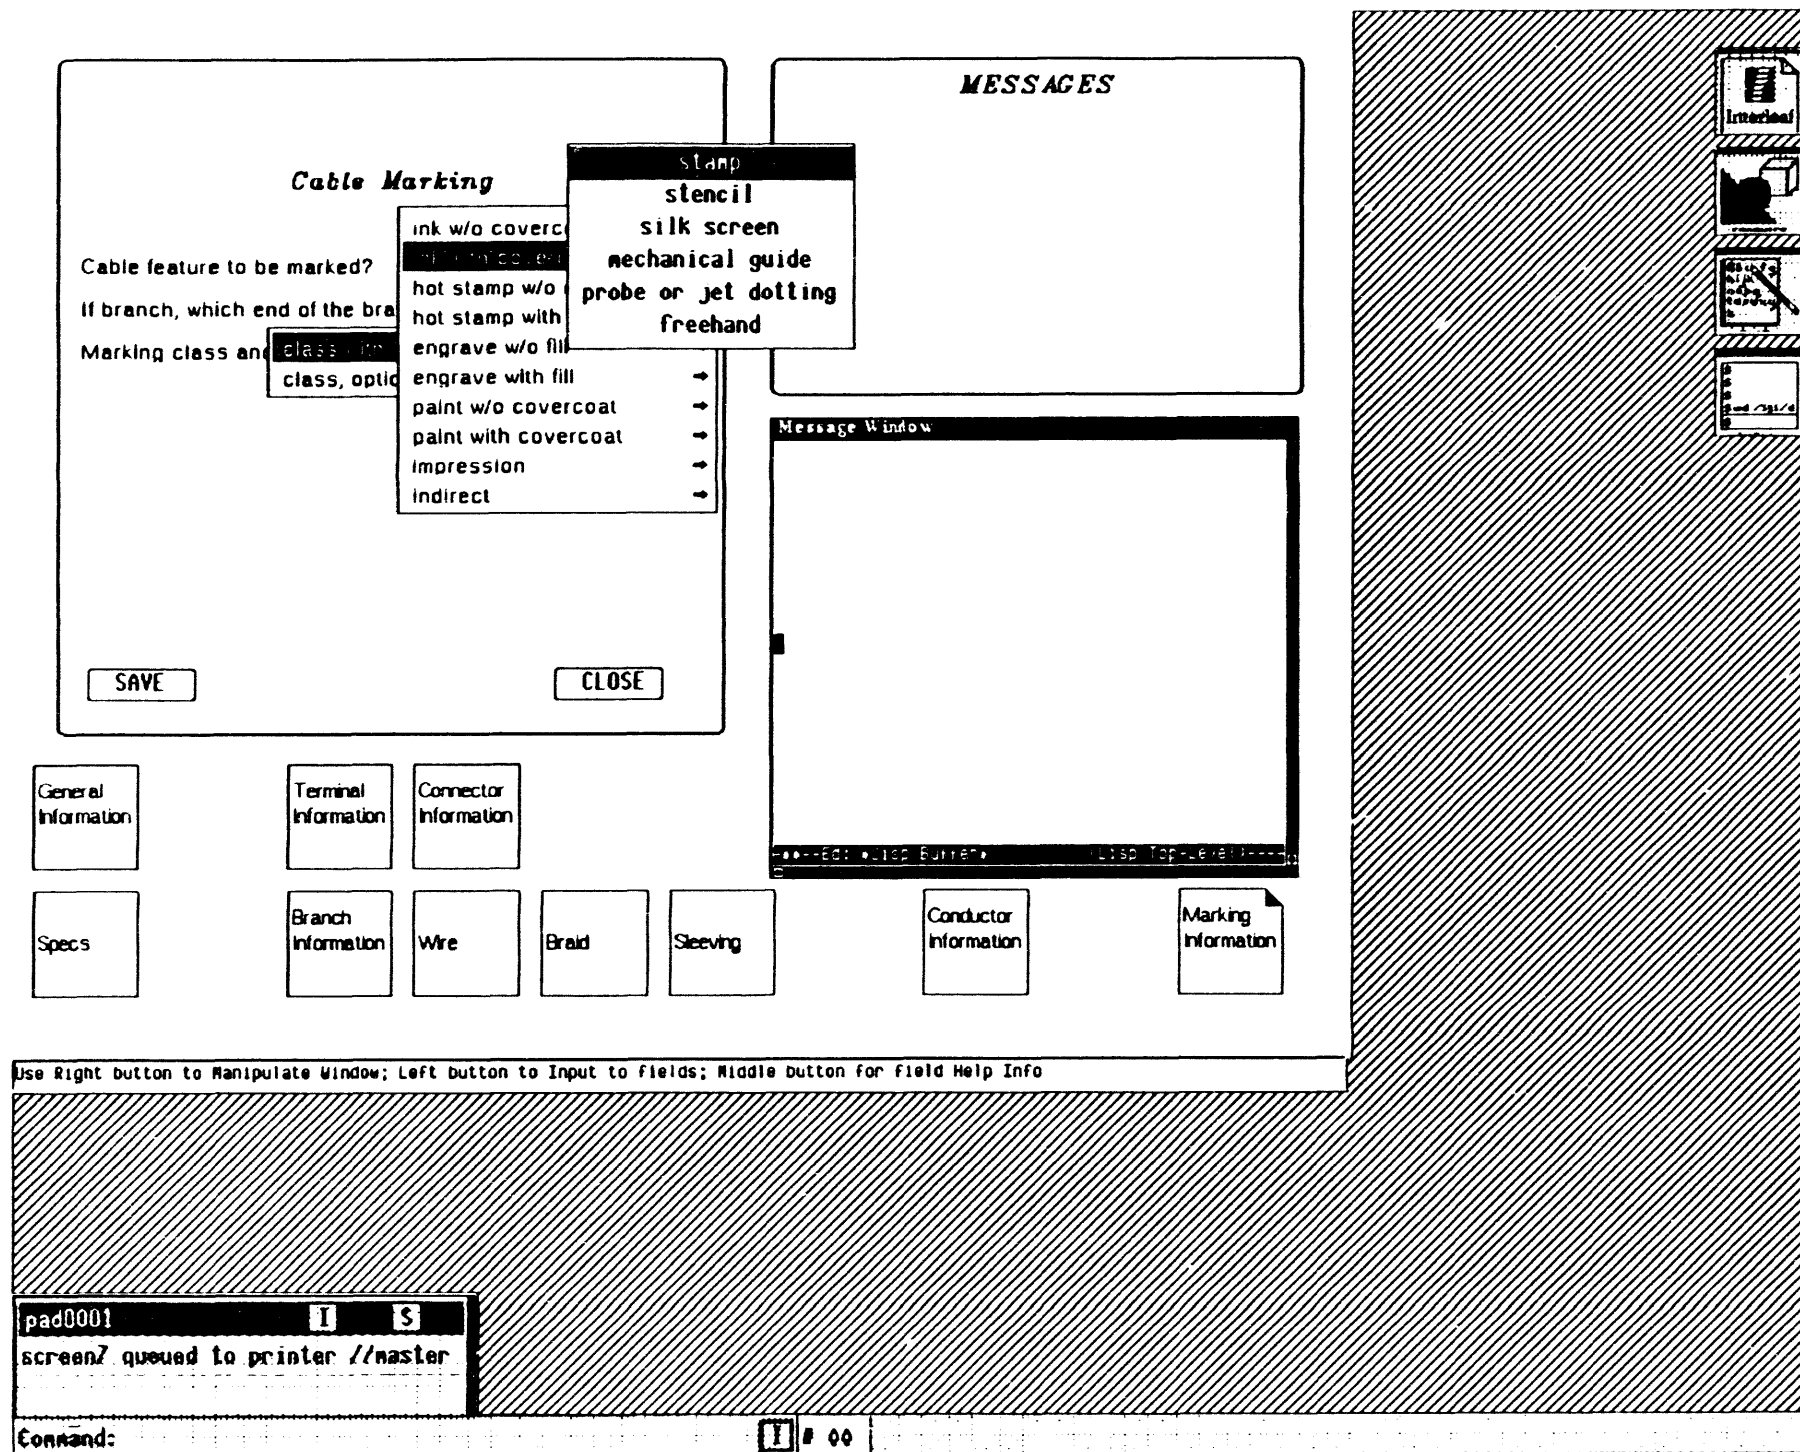 MESSAGES
Cable Marking
stamp
stencil
silk screen
mechanical guide
probe or jet dotting
freehand
ink w/o coverc
hot stamp w/o
hot stamp with
engrave w/o fill
engrave with fill
paint w/o covercoat
paint with covercoat
impression
indirect
Cable feature to be marked?
If branch, which end of the bra
Marking class and
class
class, optio
SAVE
CLOSE
Message Window
General
Information
Terminal
Information
Connector
Information
Specs
Branch
Information
Wire
Braid
Sleeving
Conductor
Information
Marking
Information
Use Right button to Manipulate Window; Left button to Input to fields; Middle button for field Help Info
Interleaf
pad0001 I S
screen7 queued to printer //master
Command:
I